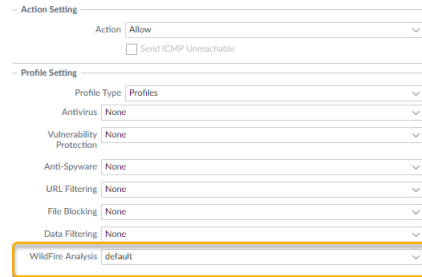 Action Setting
Action Allow
Send ICMP Unreachable
Profile Setting
Profile Type Profiles
Antivirus None
Vulnerability Protection None
Anti-Spyware None
URL Filtering None
File Blocking None
Data Filtering None
WildFire Analysis default